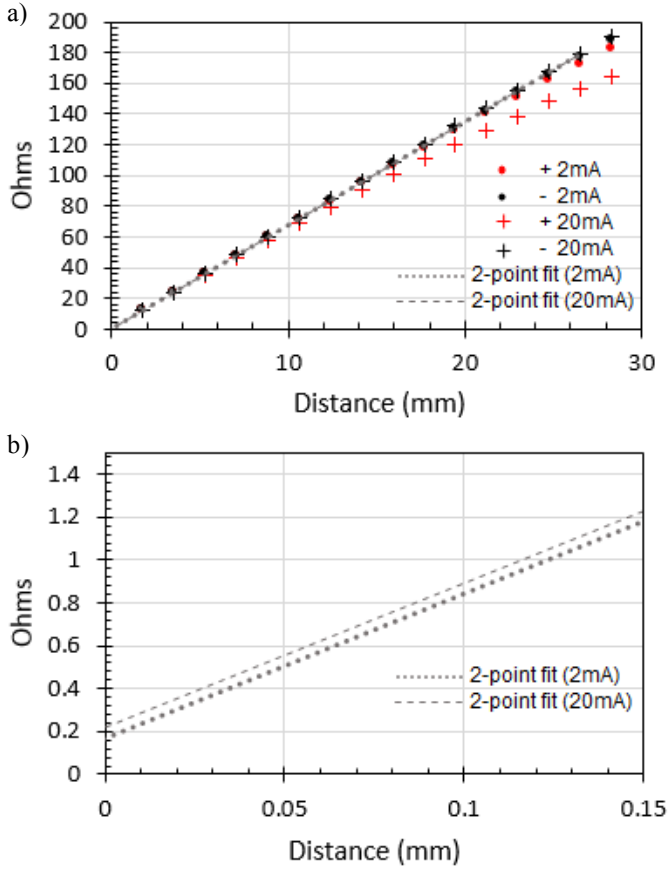 a)
200
180
160
140
120
100
80
60
40
20
0
Ohms
+ 2mA
- 2mA
+ 20mA
- 20mA
2-point fit (2mA)
2-point fit (20mA)
0 10 20 30
Distance (mm)
b)
1.4
1.2
1
0.8
0.6
0.4
0.2
0
Ohms
2-point fit (2mA)
2-point fit (20mA)
0 0.05 0.1 0.15
Distance (mm)